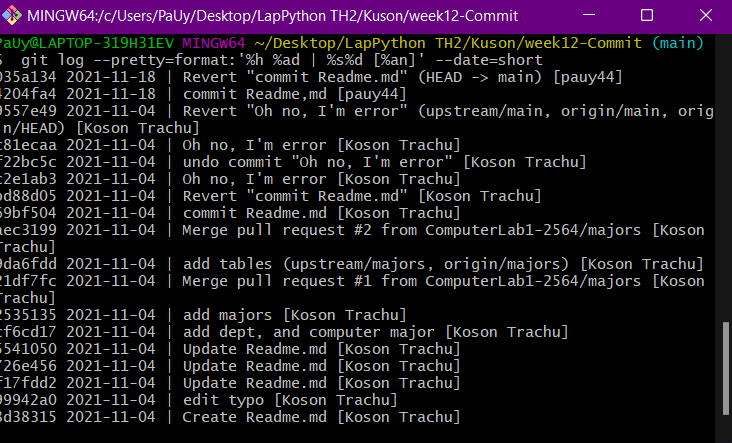 MINGW64:/c/Users/PaUy/Desktop/LapPython TH2/Kuson/week12-Commit
PaUy@LAPTOP-319H31EV MINGW64 ~/Desktop/LapPython TH2/Kuson/week12-Commit (main)
$ git log --pretty=format:'%h %ad | %s%d [%an]' --date=short
035a134 2021-11-18 | Revert "commit Readme.md" (HEAD -> main) [pauy44]
4204fa4 2021-11-18 | commit Readme,md [pauy44]
9557e49 2021-11-04 | Revert "Oh no, I'm error" (upstream/main, origin/main, orig
in/HEAD) [Koson Trachu]
c81ecaa 2021-11-04 | Oh no, I'm error [Koson Trachu]
f22bc5c 2021-11-04 | undo commit "Oh no, I'm error" [Koson Trachu]
c2e1ab3 2021-11-04 | Oh no, I'm error [Koson Trachu]
bd88d05 2021-11-04 | Revert "commit Readme.md" [Koson Trachu]
69bf504 2021-11-04 | commit Readme.md [Koson Trachu]
aec3199 2021-11-04 | Merge pull request #2 from ComputerLab1-2564/majors [Koson
Trachu]
9da6fdd 2021-11-04 | add tables (upstream/majors, origin/majors) [Koson Trachu]
21df7fc 2021-11-04 | Merge pull request #1 from ComputerLab1-2564/majors [Koson
Trachu]
2535135 2021-11-04 | add majors [Koson Trachu]
cf6cd17 2021-11-04 | add dept, and computer major [Koson Trachu]
5541050 2021-11-04 | Update Readme.md [Koson Trachu]
726e456 2021-11-04 | Update Readme.md [Koson Trachu]
f17fdd2 2021-11-04 | Update Readme.md [Koson Trachu]
99942a0 2021-11-04 | edit typo [Koson Trachu]
8d38315 2021-11-04 | Create Readme.md [Koson Trachu]